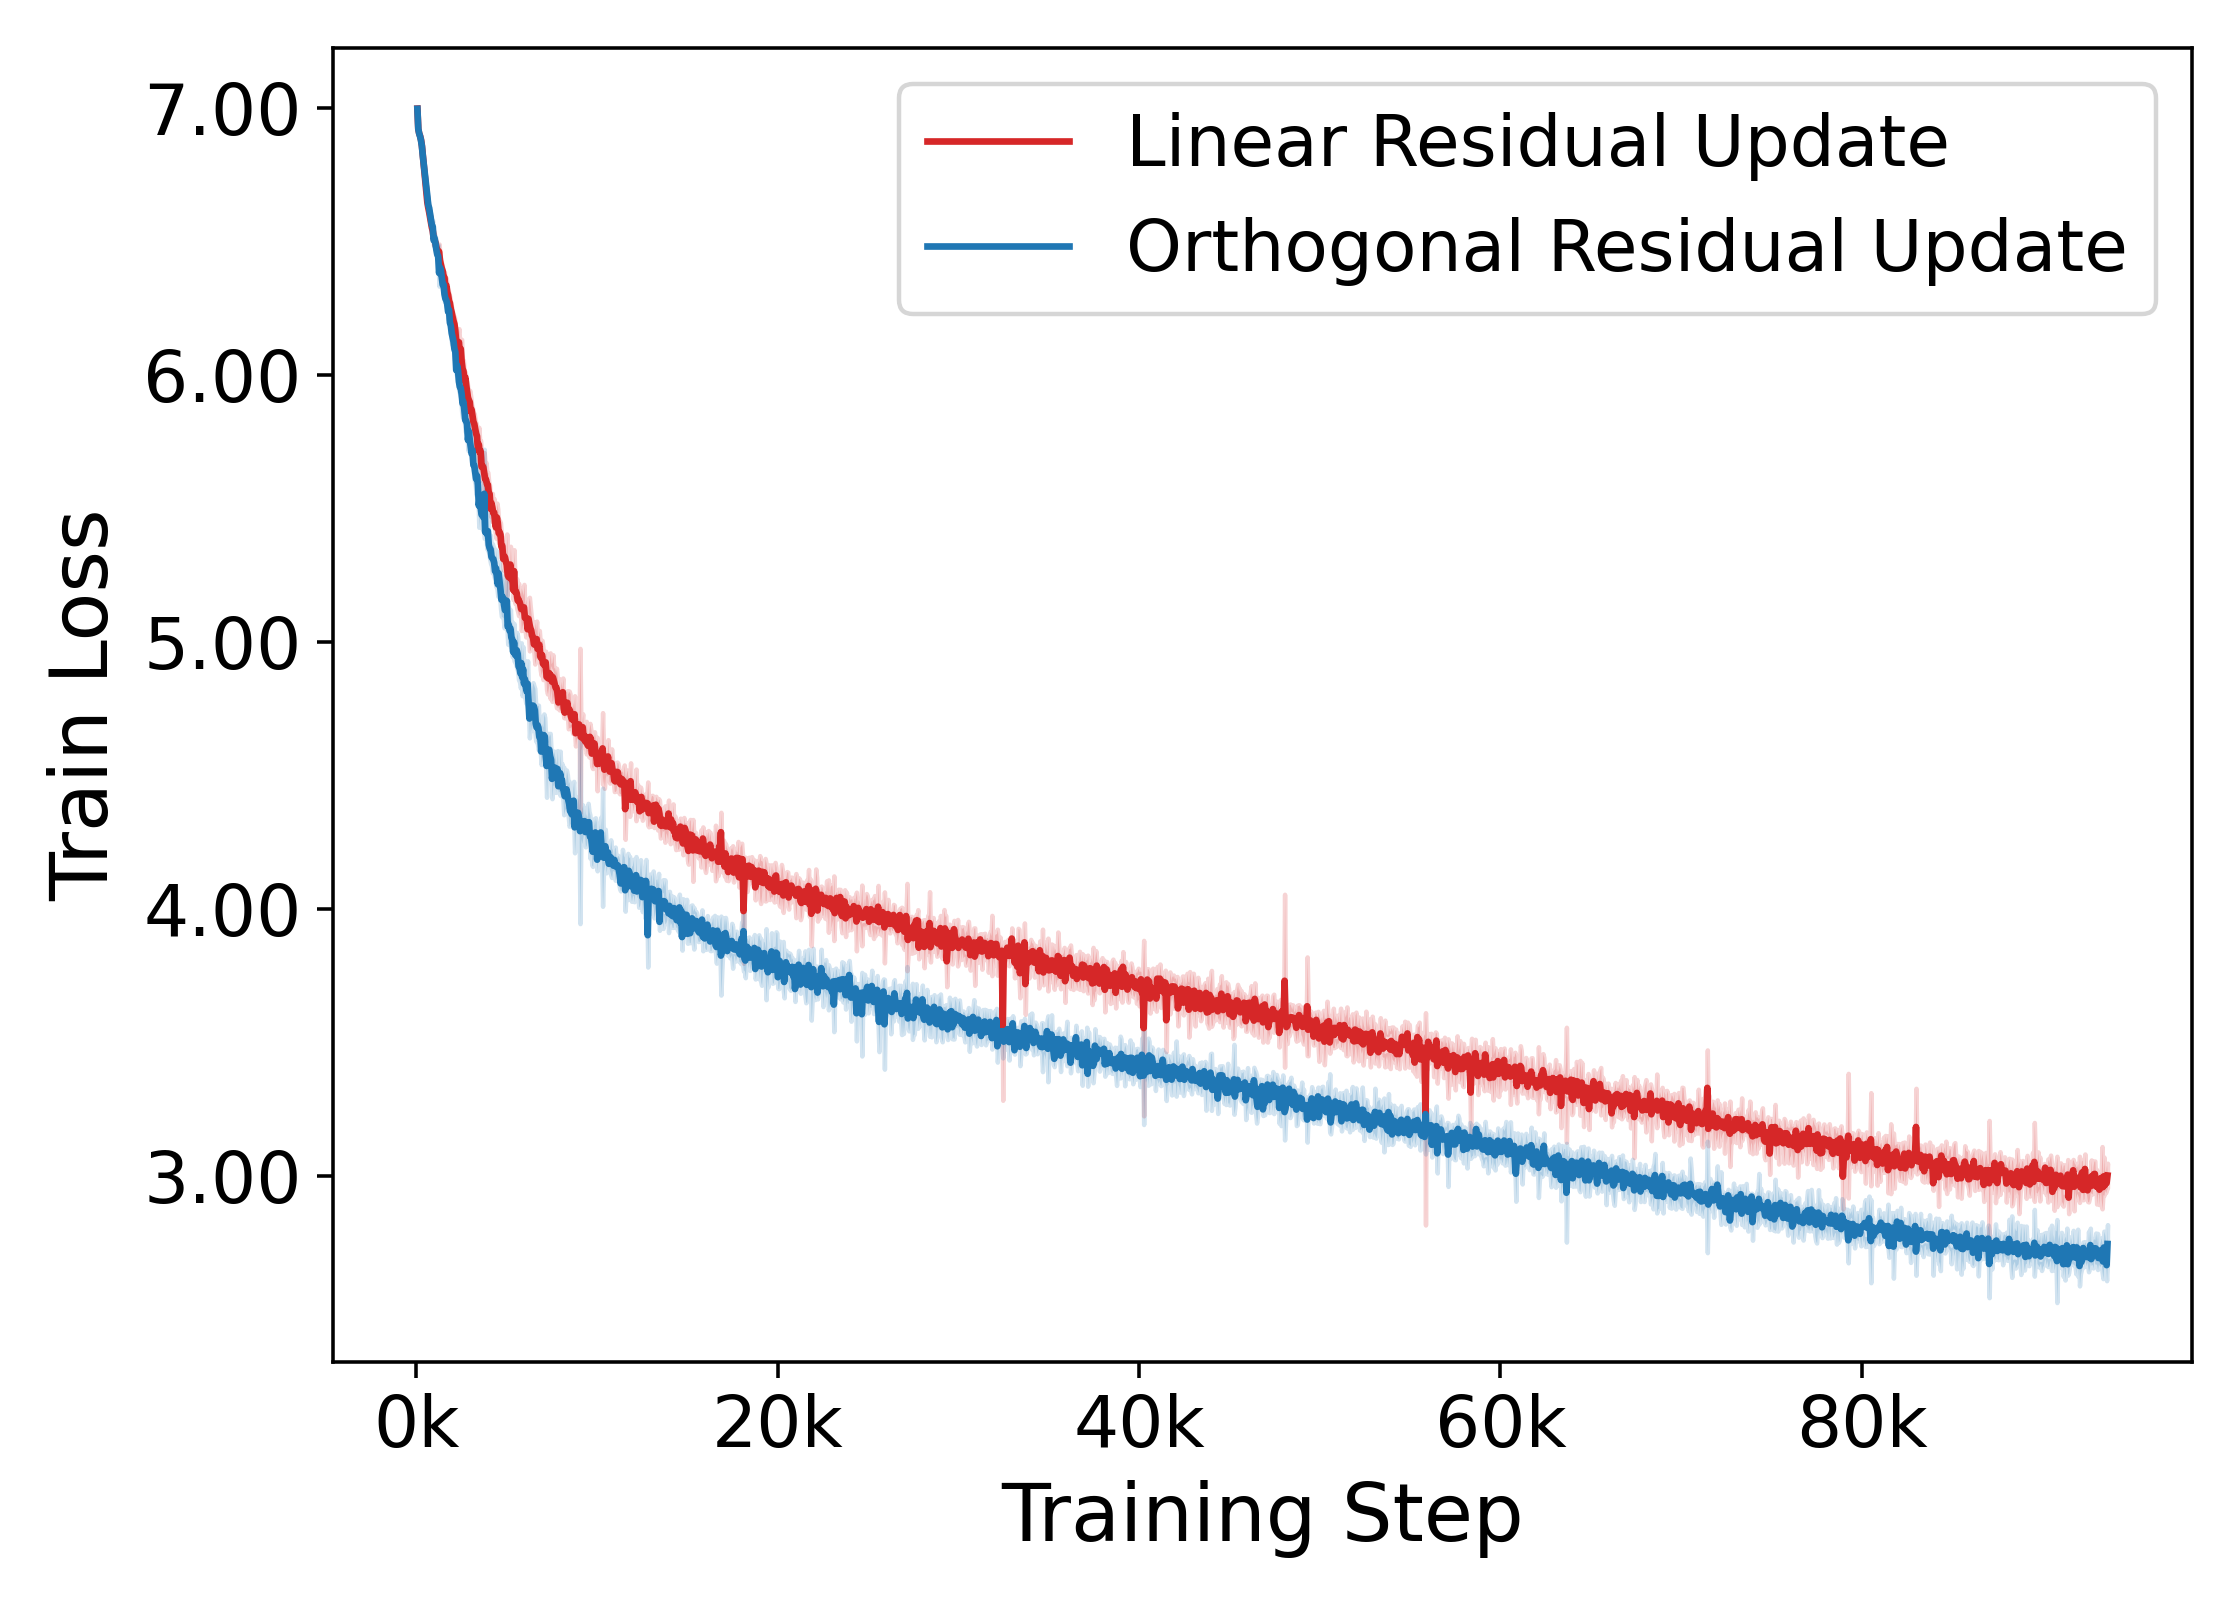 Linear Residual Update
Orthogonal Residual Update
Train Loss
7.00
6.00
5.00
4.00
3.00
0k 20k 40k 60k 80k
Training Step